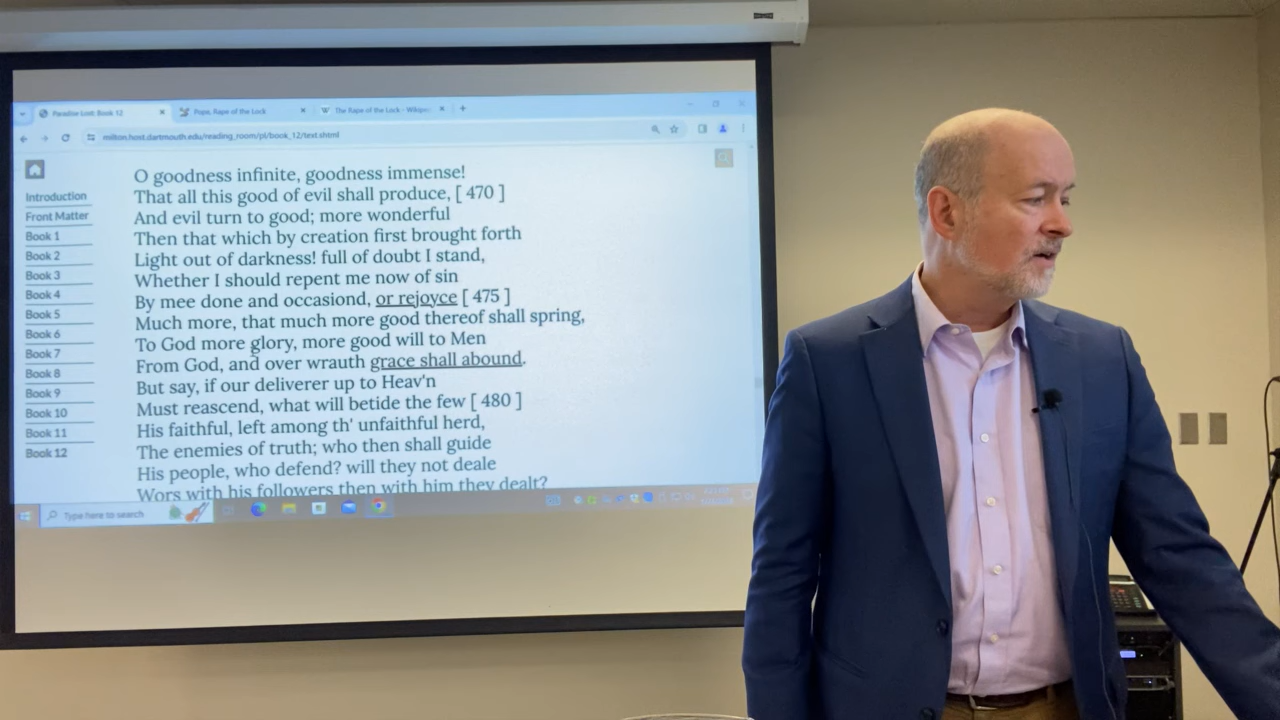 Paradise Lost: Book 12
Pope, Rape of the Lock
The Rape of the Lock - Wikipe
milton.host.dartmouth.edu/reading_room/pl/book_12/text.shtml
Introduction
Front Matter
Book 1
Book 2
Book 3
Book 4
Book 5
Book 6
Book 7
Book 8
Book 9
Book 10
Book 11
Book 12
O goodness infinite, goodness immense!
That all this good of evil shall produce, [ 470 ]
And evil turn to good; more wonderful
Then that which by creation first brought forth
Light out of darkness! full of doubt I stand,
Whether I should repent me now of sin
By mee done and occasiond, or rejoyce [ 475 ]
Much more, that much more good thereof shall spring,
To God more glory, more good will to Men
From God, and over wrauth grace shall abound.
But say, if our deliverer up to Heav'n
Must reascend, what will betide the few [ 480 ]
His faithful, left among th' unfaithful herd,
The enemies of truth; who then shall guide
His people, who defend? will they not deale
Wors with his followers then with him they dealt?
Type here to search